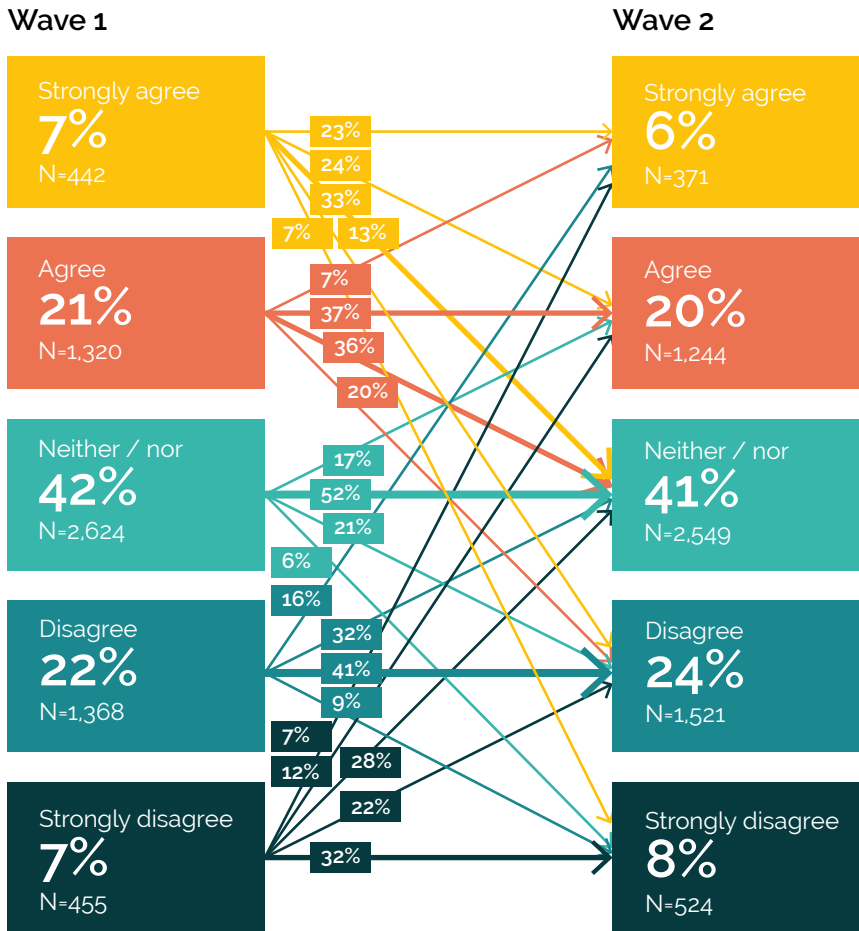 Wave 1
Wave 2
Strongly agree
7%
N=442
Agree
21%
N=1,320
Neither / nor
42%
N=2,624
Disagree
22%
N=1,368
Strongly disagree
7%
N=455
23%
24%
33%
7%
13%
7%
37%
36%
20%
17%
52%
21%
6%
16%
32%
41%
9%
7%
12%
28%
22%
32%
Strongly agree
6%
N=371
Agree
20%
N=1,244
Neither / nor
41%
N=2,549
Disagree
24%
N=1,521
Strongly disagree
8%
N=524